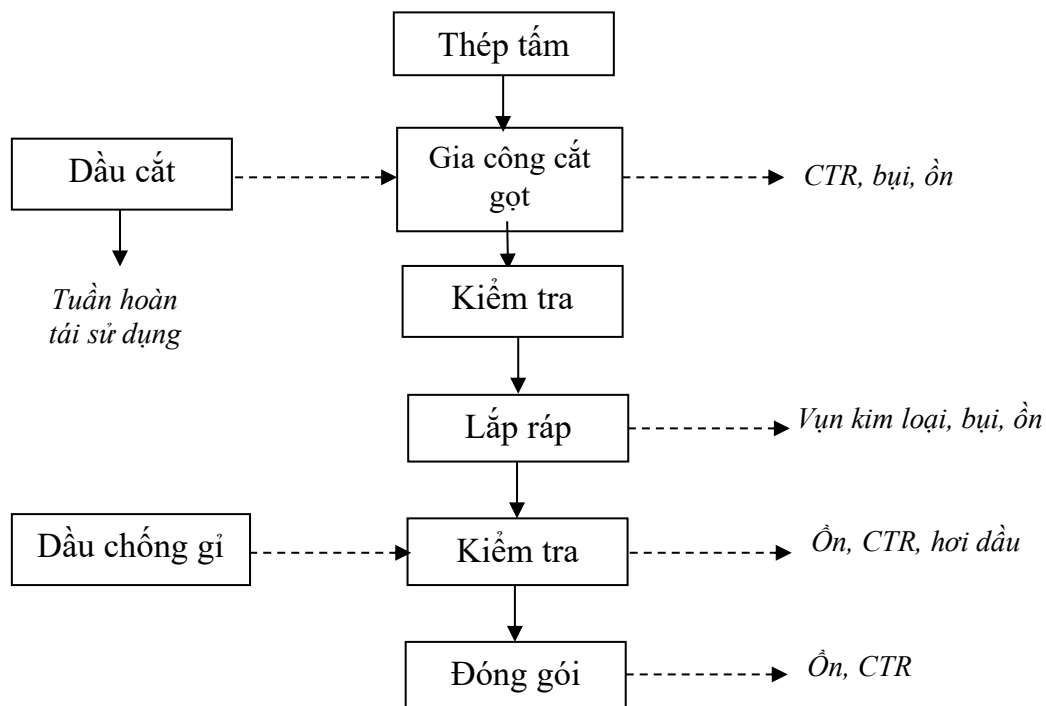 Thép tấm
Dầu cắt
Gia công cắt
gọt
CTR, bụi, ồn
Tuần hoàn
tái sử dụng
Kiểm tra
Lắp ráp
Vụn kim loại, bụi, ồn
Dầu chống gỉ
Kiểm tra
Ồn, CTR, hơi dầu
Đóng gói
Ồn, CTR